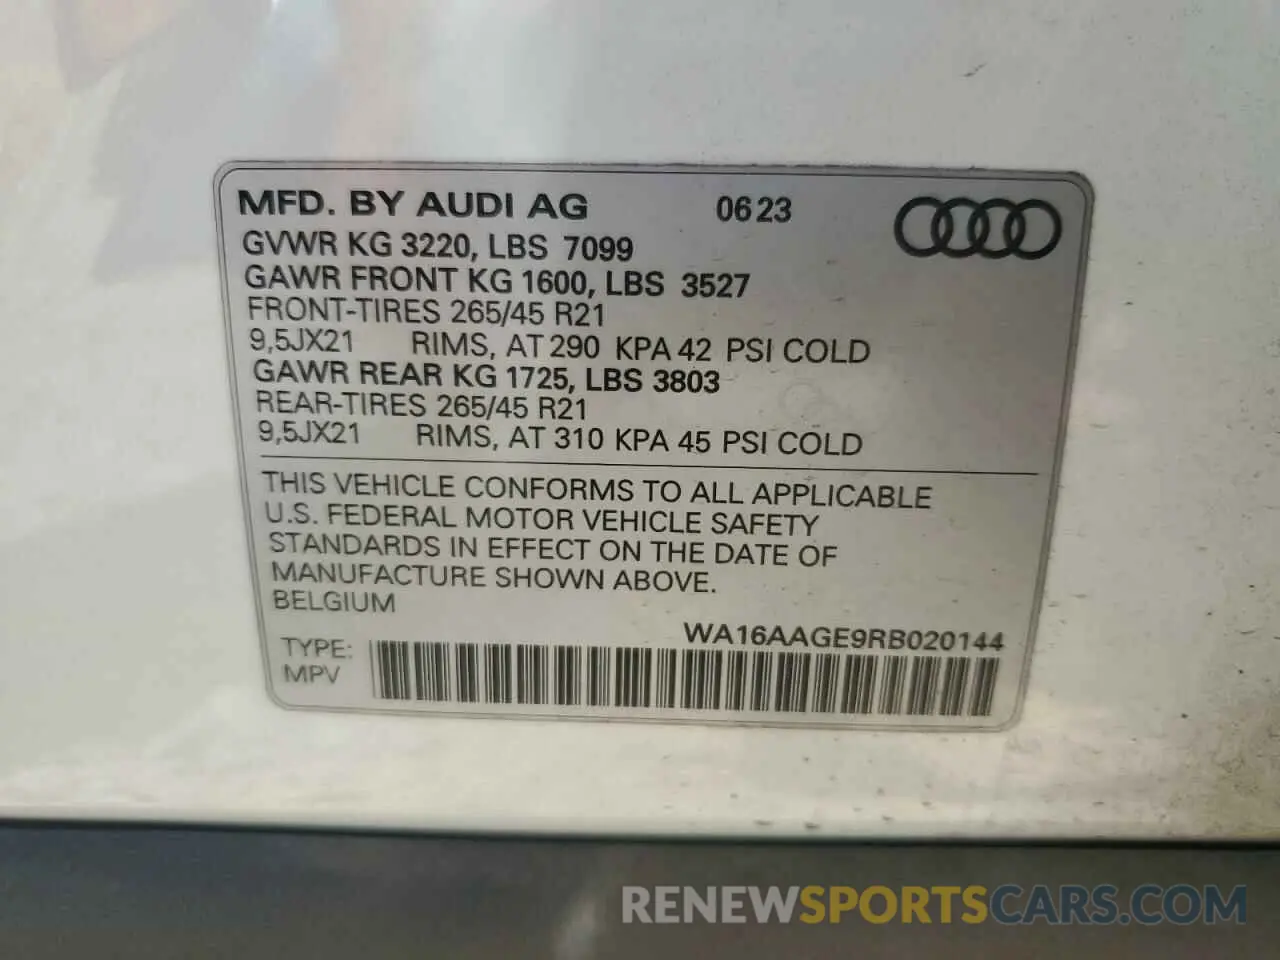 MFD. BY AUDI AG 0623
GVWR KG 3220, LBS 7099
GAWR FRONT KG 1600, LBS 3527
FRONT-TIRES 265/45 R21
9,5JX21 RIMS, AT 290 KPA 42 PSI COLD
GAWR REAR KG 1725, LBS 3803
REAR-TIRES 265/45 R21
9,5JX21 RIMS, AT 310 KPA 45 PSI COLD
THIS VEHICLE CONFORMS TO ALL APPLICABLE
U.S. FEDERAL MOTOR VEHICLE SAFETY
STANDARDS IN EFFECT ON THE DATE OF
MANUFACTURE SHOWN ABOVE.
BELGIUM
WA16AAGE9RB020144
TYPE:
MPV
RENEWSPORTSCARS.COM